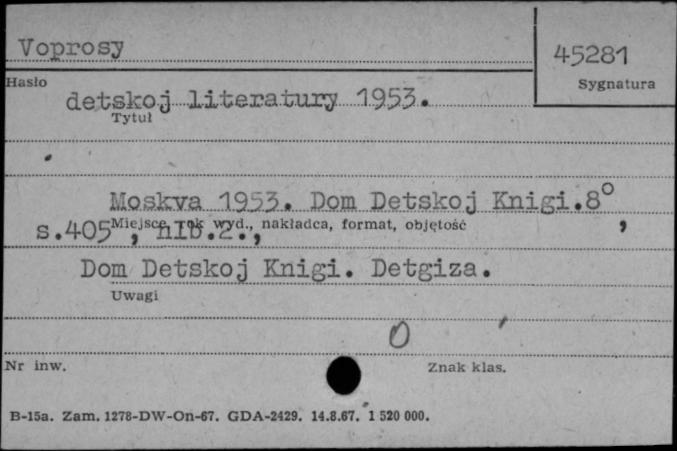 Voprosy
45281
Hasło
Sygnatura
detskoj literatury 1953.
Tytuł
Moskva 1953. Dom Detskoj Knigi.8°,
Miejsce, rok wyd., nakładca, format, objętość
s.405, nlb.2.,
Dom Detskoj Knigi. Detgiza.
Uwagi
0
Nr inw.
Znak klas.
B-15a. Zam. 1278-DW-On-67. GDA-2429. 14.8.67. 1 520 000.